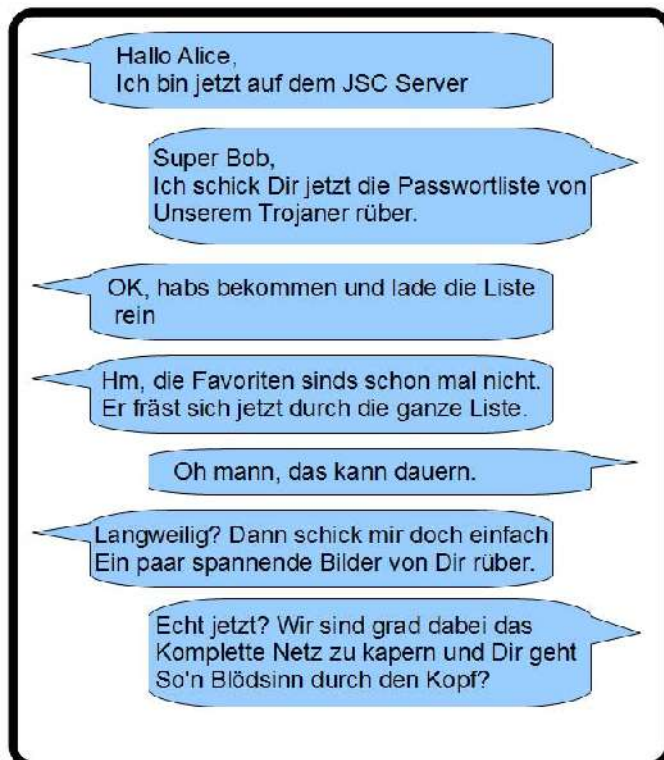 Hallo Alice,
Ich bin jetzt auf dem JSC Server
Super Bob,
Ich schick Dir jetzt die Passwortliste von
Unserem Trojaner rüber.
OK, habs bekommen und lade die Liste
rein
Hm, die Favoriten sinds schon mal nicht.
Er fräst sich jetzt durch die ganze Liste.
Oh mann, das kann dauern.
Langweilig? Dann schick mir doch einfach
Ein paar spannende Bilder von Dir rüber.
Echt jetzt? Wir sind grad dabei das
Komplette Netz zu kapern und Dir geht
So'n Blödsinn durch den Kopf?